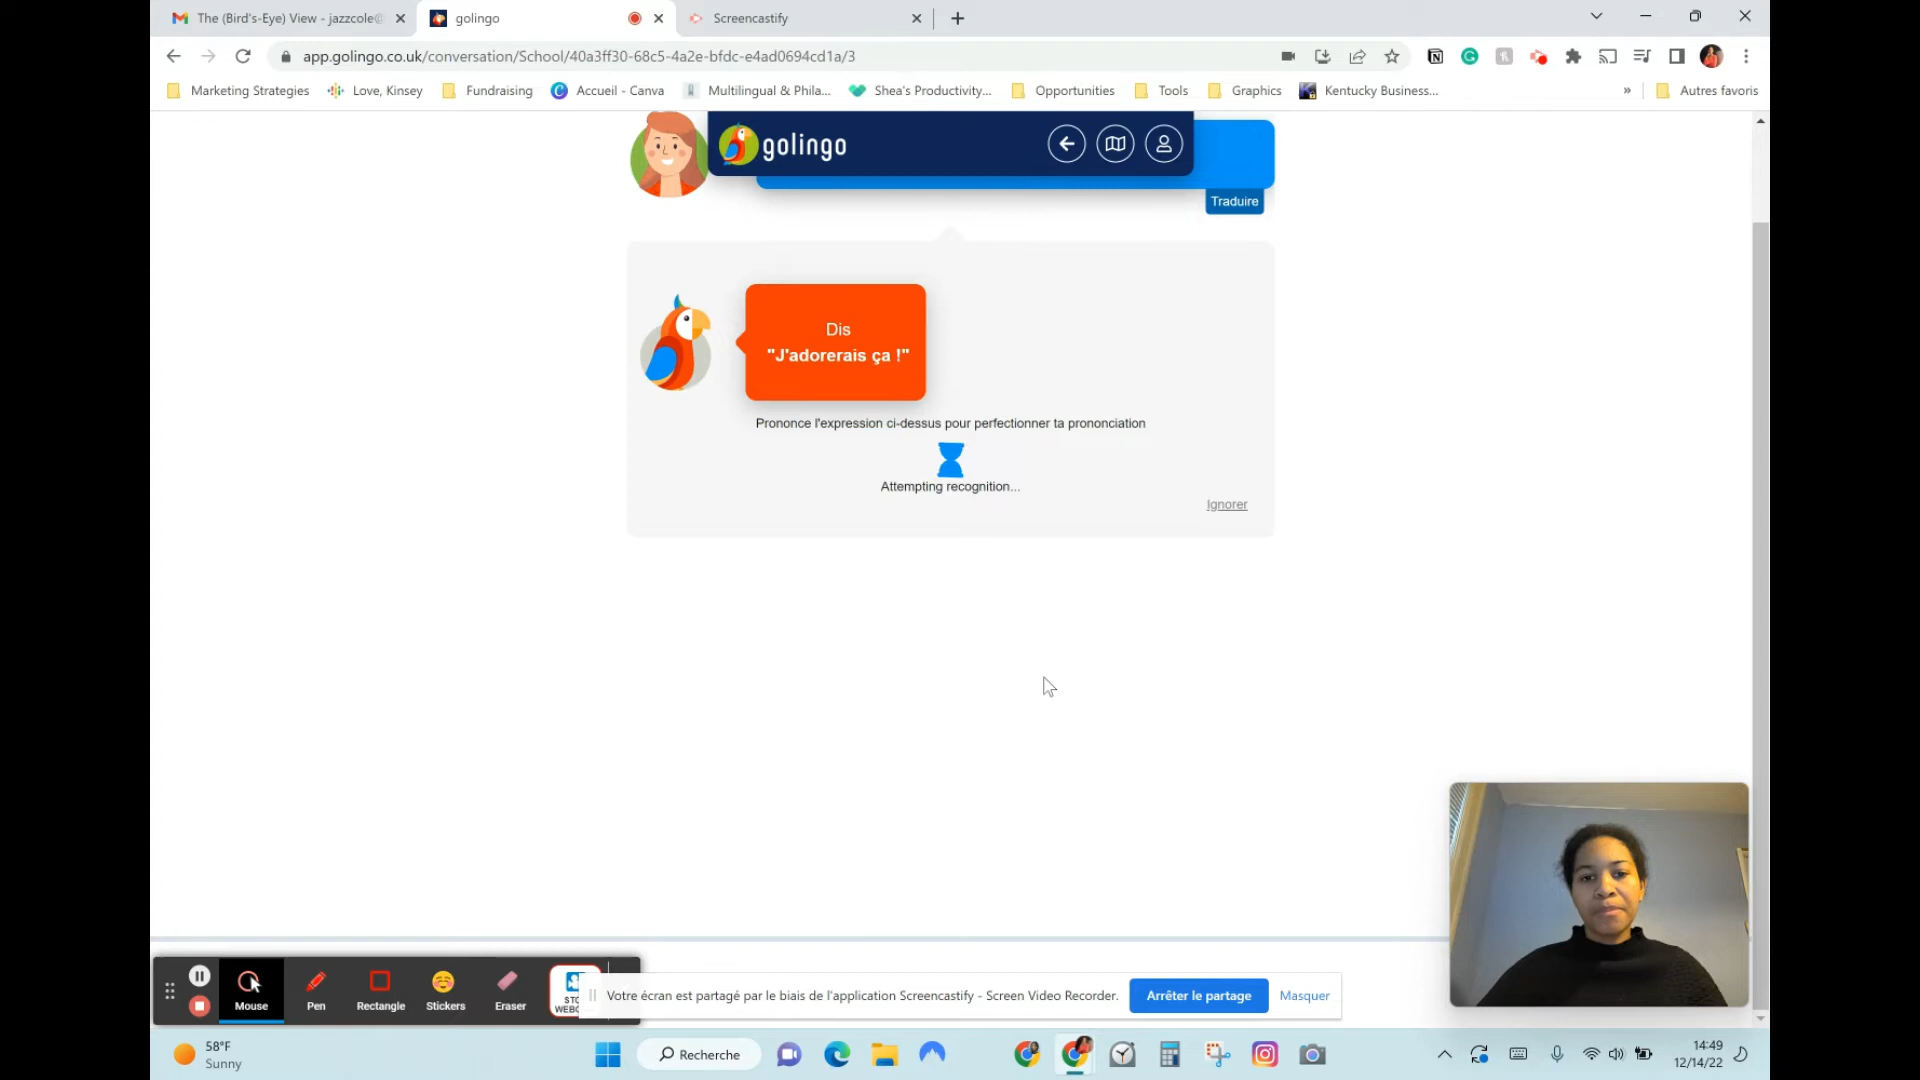 The (Bird's-Eye) View - jazzcole@
golingo
Screencastify
app.golingo.co.uk/conversation/School/40a3ff30-68c5-4a2e-bfdc-e4ad0694cd1a/3
Marketing Strategies
Love, Kinsey
Fundraising
Accueil - Canva
Multilingual & Phila...
Shea's Productivity...
Opportunities
Tools
Graphics
Kentucky Business...
»
Autres favoris
golingo
Traduire
Dis
"J'adorerais ça !"
Prononce l'expression ci-dessus pour perfectionner ta prononciation
Attempting recognition...
Ignorer
Mouse
Pen
Rectangle
Stickers
Eraser
Votre écran est partagé par le biais de l'application Screencastify - Screen Video Recorder.
Arrêter le partage
Masquer
58°F
Sunny
Recherche
14:49
12/14/22